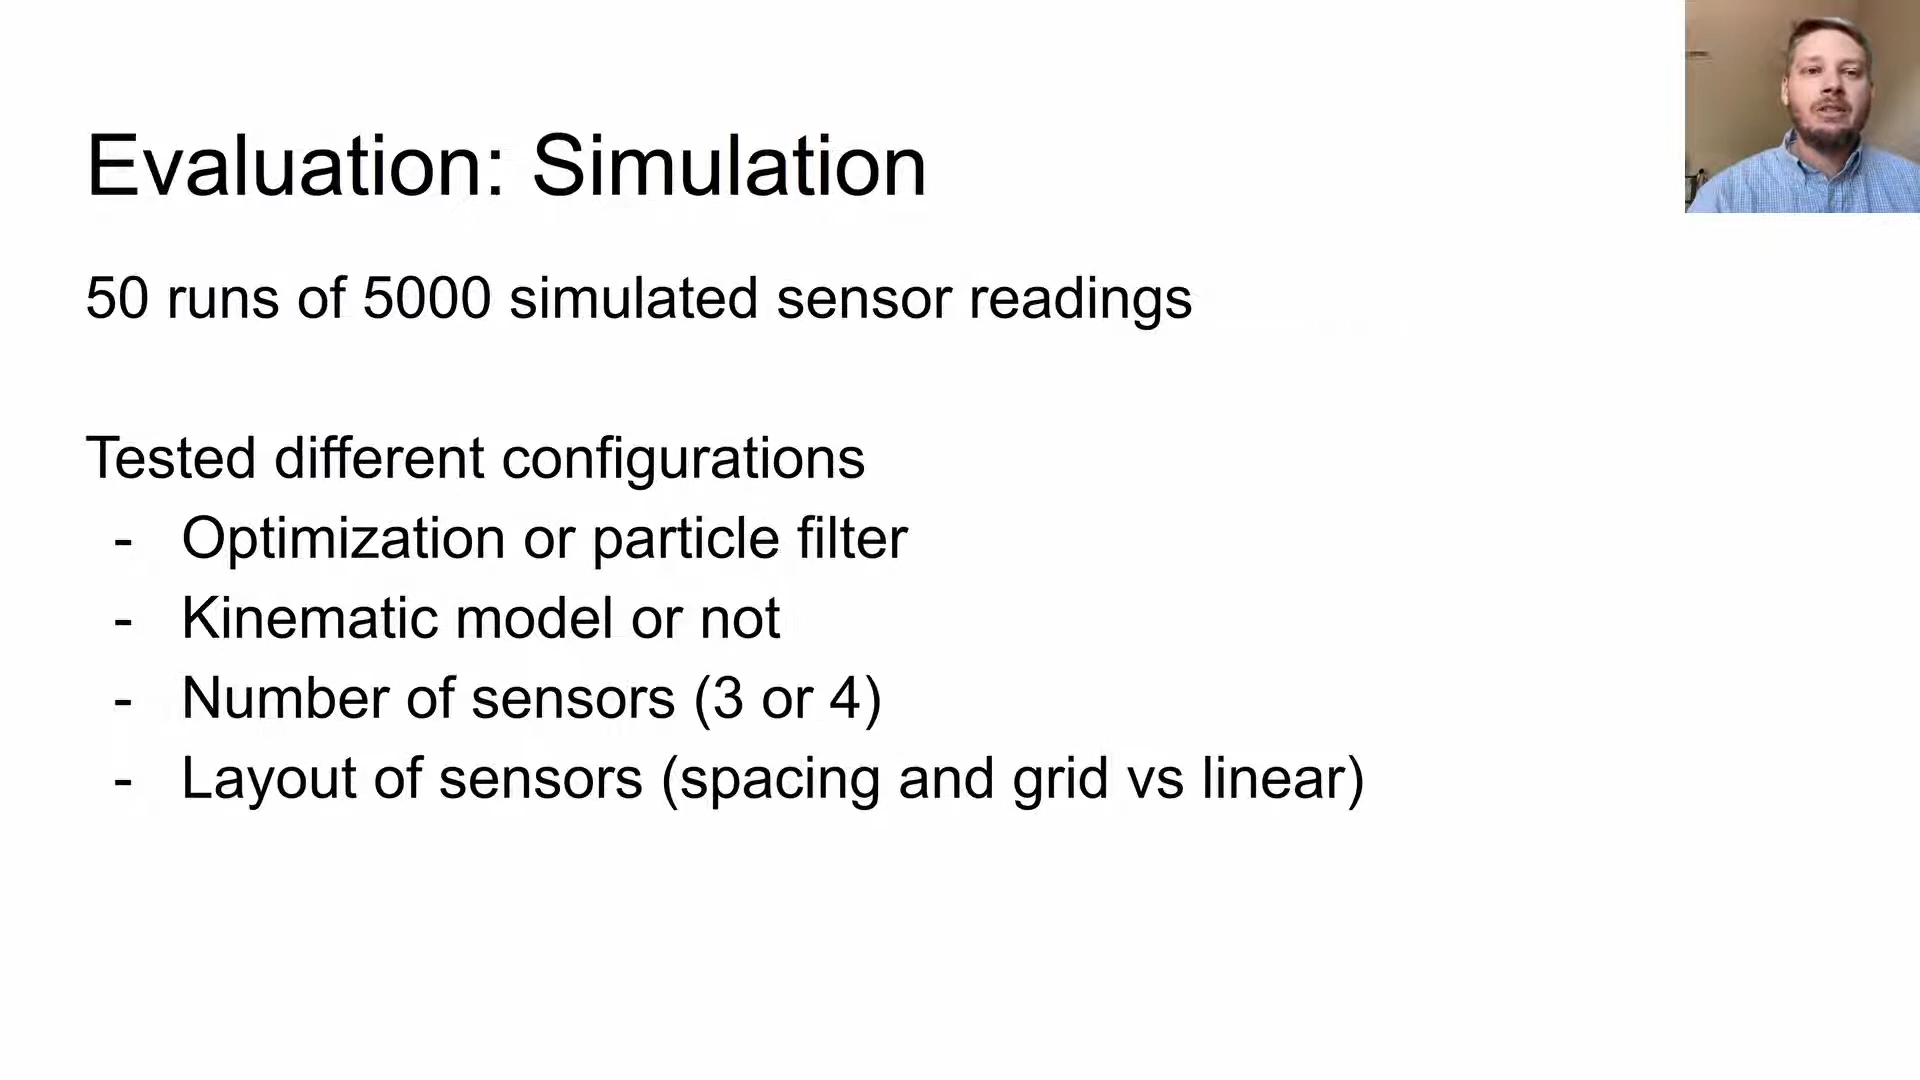 Evaluation: Simulation
50 runs of 5000 simulated sensor readings
Tested different configurations
- Optimization or particle filter
- Kinematic model or not
- Number of sensors (3 or 4)
- Layout of sensors (spacing and grid vs linear)